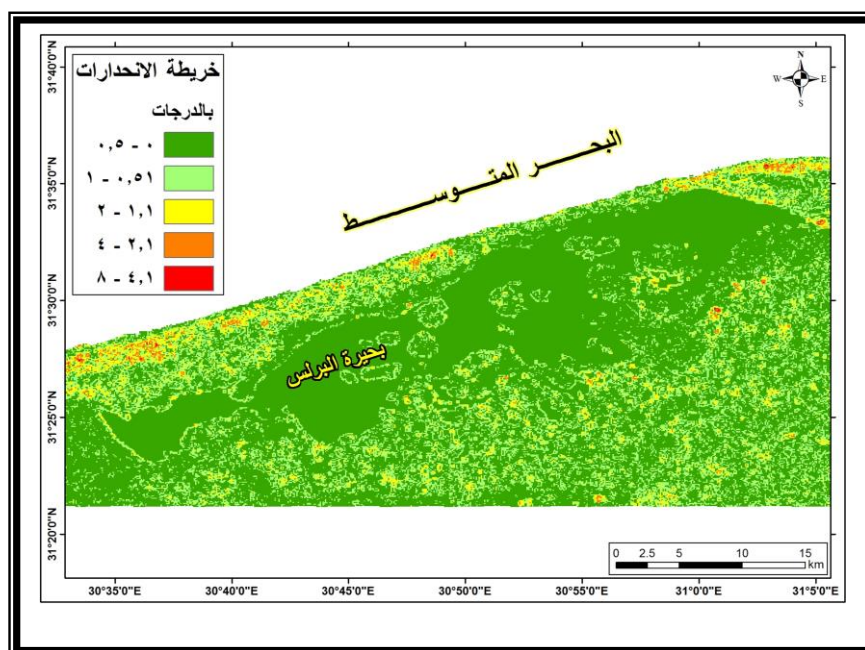 خريطة الانحدارات
بالدرجات
٠ - ٠,٥
٠,٥١ - ١
١,١ - ٢
٢,١ - ٤
٤,١ - ٨
N
W E
S
البحـــر المتـــوســـــط
بحيرة البرلس
31°40'0"N
31°35'0"N
31°30'0"N
31°25'0"N
31°20'0"N
0 2.5 5 10 15
km
30°35'0"E 30°40'0"E 30°45'0"E 30°50'0"E 30°55'0"E 31°0'0"E 31°5'0"E